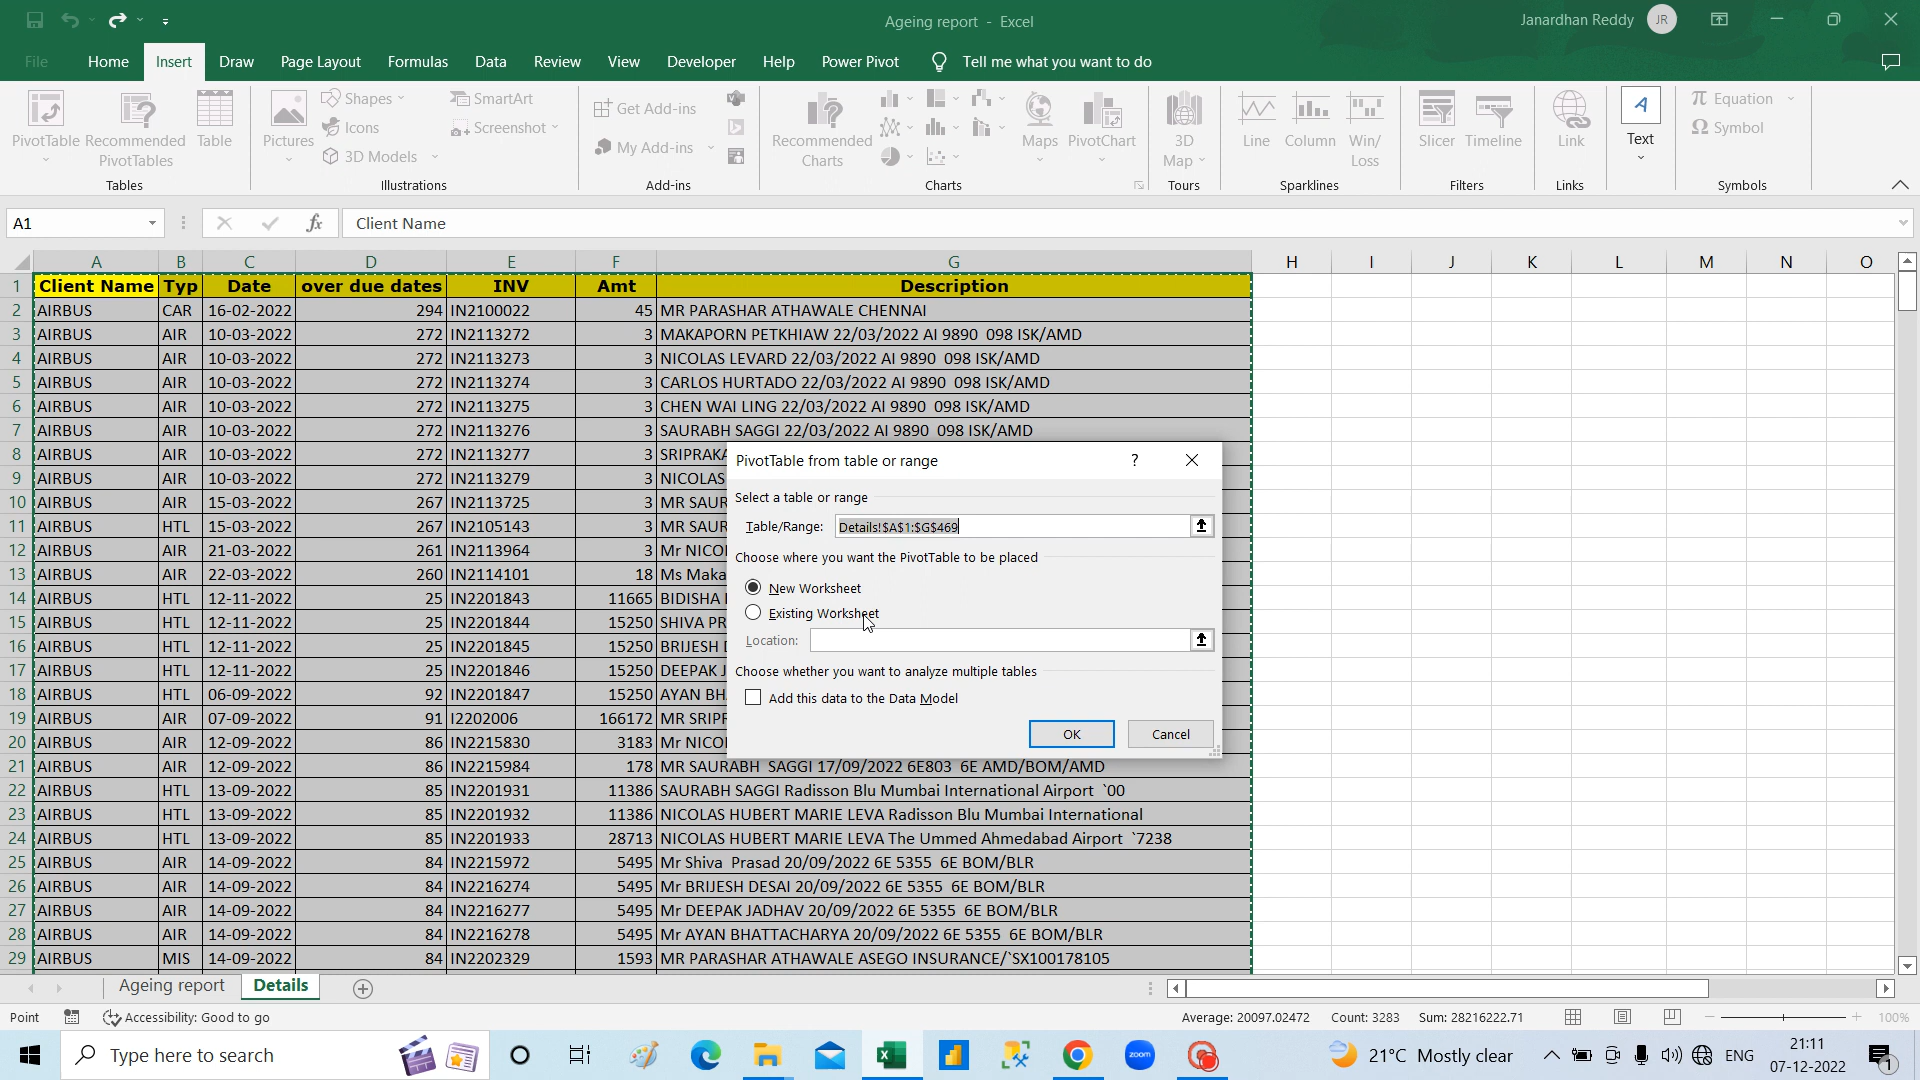 Ageing report - Excel
Janardhan Reddy JR
File Home Insert Draw Page Layout Formulas Data Review View Developer Help Power Pivot Tell me what you want to do
PivotTable Recommended PivotTables Table
Tables
Pictures Shapes Icons 3D Models SmartArt Screenshot
Illustrations
Get Add-ins My Add-ins
Add-ins
Recommended Charts Maps PivotChart
Charts
3D Map
Tours
Line Column Win/Loss
Sparklines
Slicer Timeline
Filters
Link
Links
A Text
π Equation Ω Symbol
Symbols
A1 fx Client Name
A B C D E F G H I J K L M N O
1 Client Name Typ Date over due dates INV Amt Description
2 AIRBUS CAR 16-02-2022 294 IN2100022 45 MR PARASHAR ATHAWALE CHENNAI
3 AIRBUS AIR 10-03-2022 272 IN2113272 3 MAKAPORN PETKHIAW 22/03/2022 AI 9890 098 ISK/AMD
4 AIRBUS AIR 10-03-2022 272 IN2113273 3 NICOLAS LEVARD 22/03/2022 AI 9890 098 ISK/AMD
5 AIRBUS AIR 10-03-2022 272 IN2113274 3 CARLOS HURTADO 22/03/2022 AI 9890 098 ISK/AMD
6 AIRBUS AIR 10-03-2022 272 IN2113275 3 CHEN WAI LING 22/03/2022 AI 9890 098 ISK/AMD
7 AIRBUS AIR 10-03-2022 272 IN2113276 3 SAURABH SAGGI 22/03/2022 AI 9890 098 ISK/AMD
8 AIRBUS AIR 10-03-2022 272 IN2113277 3 SRIPRAKA
9 AIRBUS AIR 10-03-2022 272 IN2113279 3 NICOLAS
10 AIRBUS AIR 15-03-2022 267 IN2113725 3 MR SAUR
11 AIRBUS HTL 15-03-2022 267 IN2105143 3 MR SAUR
12 AIRBUS AIR 21-03-2022 261 IN2113964 3 Mr NICO
13 AIRBUS AIR 22-03-2022 260 IN2114101 18 Ms Maka
14 AIRBUS HTL 12-11-2022 25 IN2201843 11665 BIDISHA
15 AIRBUS HTL 12-11-2022 25 IN2201844 15250 SHIVA PR
16 AIRBUS HTL 12-11-2022 25 IN2201845 15250 BRIJESH D
17 AIRBUS HTL 12-11-2022 25 IN2201846 15250 DEEPAK J
18 AIRBUS HTL 06-09-2022 92 IN2201847 15250 AYAN BH
19 AIRBUS AIR 07-09-2022 91 I2202006 166172 MR SRIPR
20 AIRBUS AIR 12-09-2022 86 IN2215830 3183 Mr NICO
21 AIRBUS AIR 12-09-2022 86 IN2215984 178 MR SAURABH SAGGI 17/09/2022 6E803 6E AMD/BOM/AMD
22 AIRBUS HTL 13-09-2022 85 IN2201931 11386 SAURABH SAGGI Radisson Blu Mumbai International Airport `00
23 AIRBUS HTL 13-09-2022 85 IN2201932 11386 NICOLAS HUBERT MARIE LEVA Radisson Blu Mumbai International
24 AIRBUS HTL 13-09-2022 85 IN2201933 28713 NICOLAS HUBERT MARIE LEVA The Ummed Ahmedabad Airport `7238
25 AIRBUS AIR 14-09-2022 84 IN2215972 5495 Mr Shiva Prasad 20/09/2022 6E 5355 6E BOM/BLR
26 AIRBUS AIR 14-09-2022 84 IN2216274 5495 Mr BRIJESH DESAI 20/09/2022 6E 5355 6E BOM/BLR
27 AIRBUS AIR 14-09-2022 84 IN2216277 5495 Mr DEEPAK JADHAV 20/09/2022 6E 5355 6E BOM/BLR
28 AIRBUS AIR 14-09-2022 84 IN2216278 5495 Mr AYAN BHATTACHARYA 20/09/2022 6E 5355 6E BOM/BLR
29 AIRBUS MIS 14-09-2022 84 IN2202329 1593 MR PARASHAR ATHAWALE ASEGO INSURANCE/`SX100178105
PivotTable from table or range ?
Select a table or range
Table/Range: Details!$A$1:$G$469
Choose where you want the PivotTable to be placed
New Worksheet
Existing Worksheet
Location:
Choose whether you want to analyze multiple tables
Add this data to the Data Model
OK Cancel
Ageing report Details
Point Accessibility: Good to go Average: 20097.02472 Count: 3283 Sum: 28216222.71 100%
Type here to search zoom 21°C Mostly clear ENG 21:11
07-12-2022 1